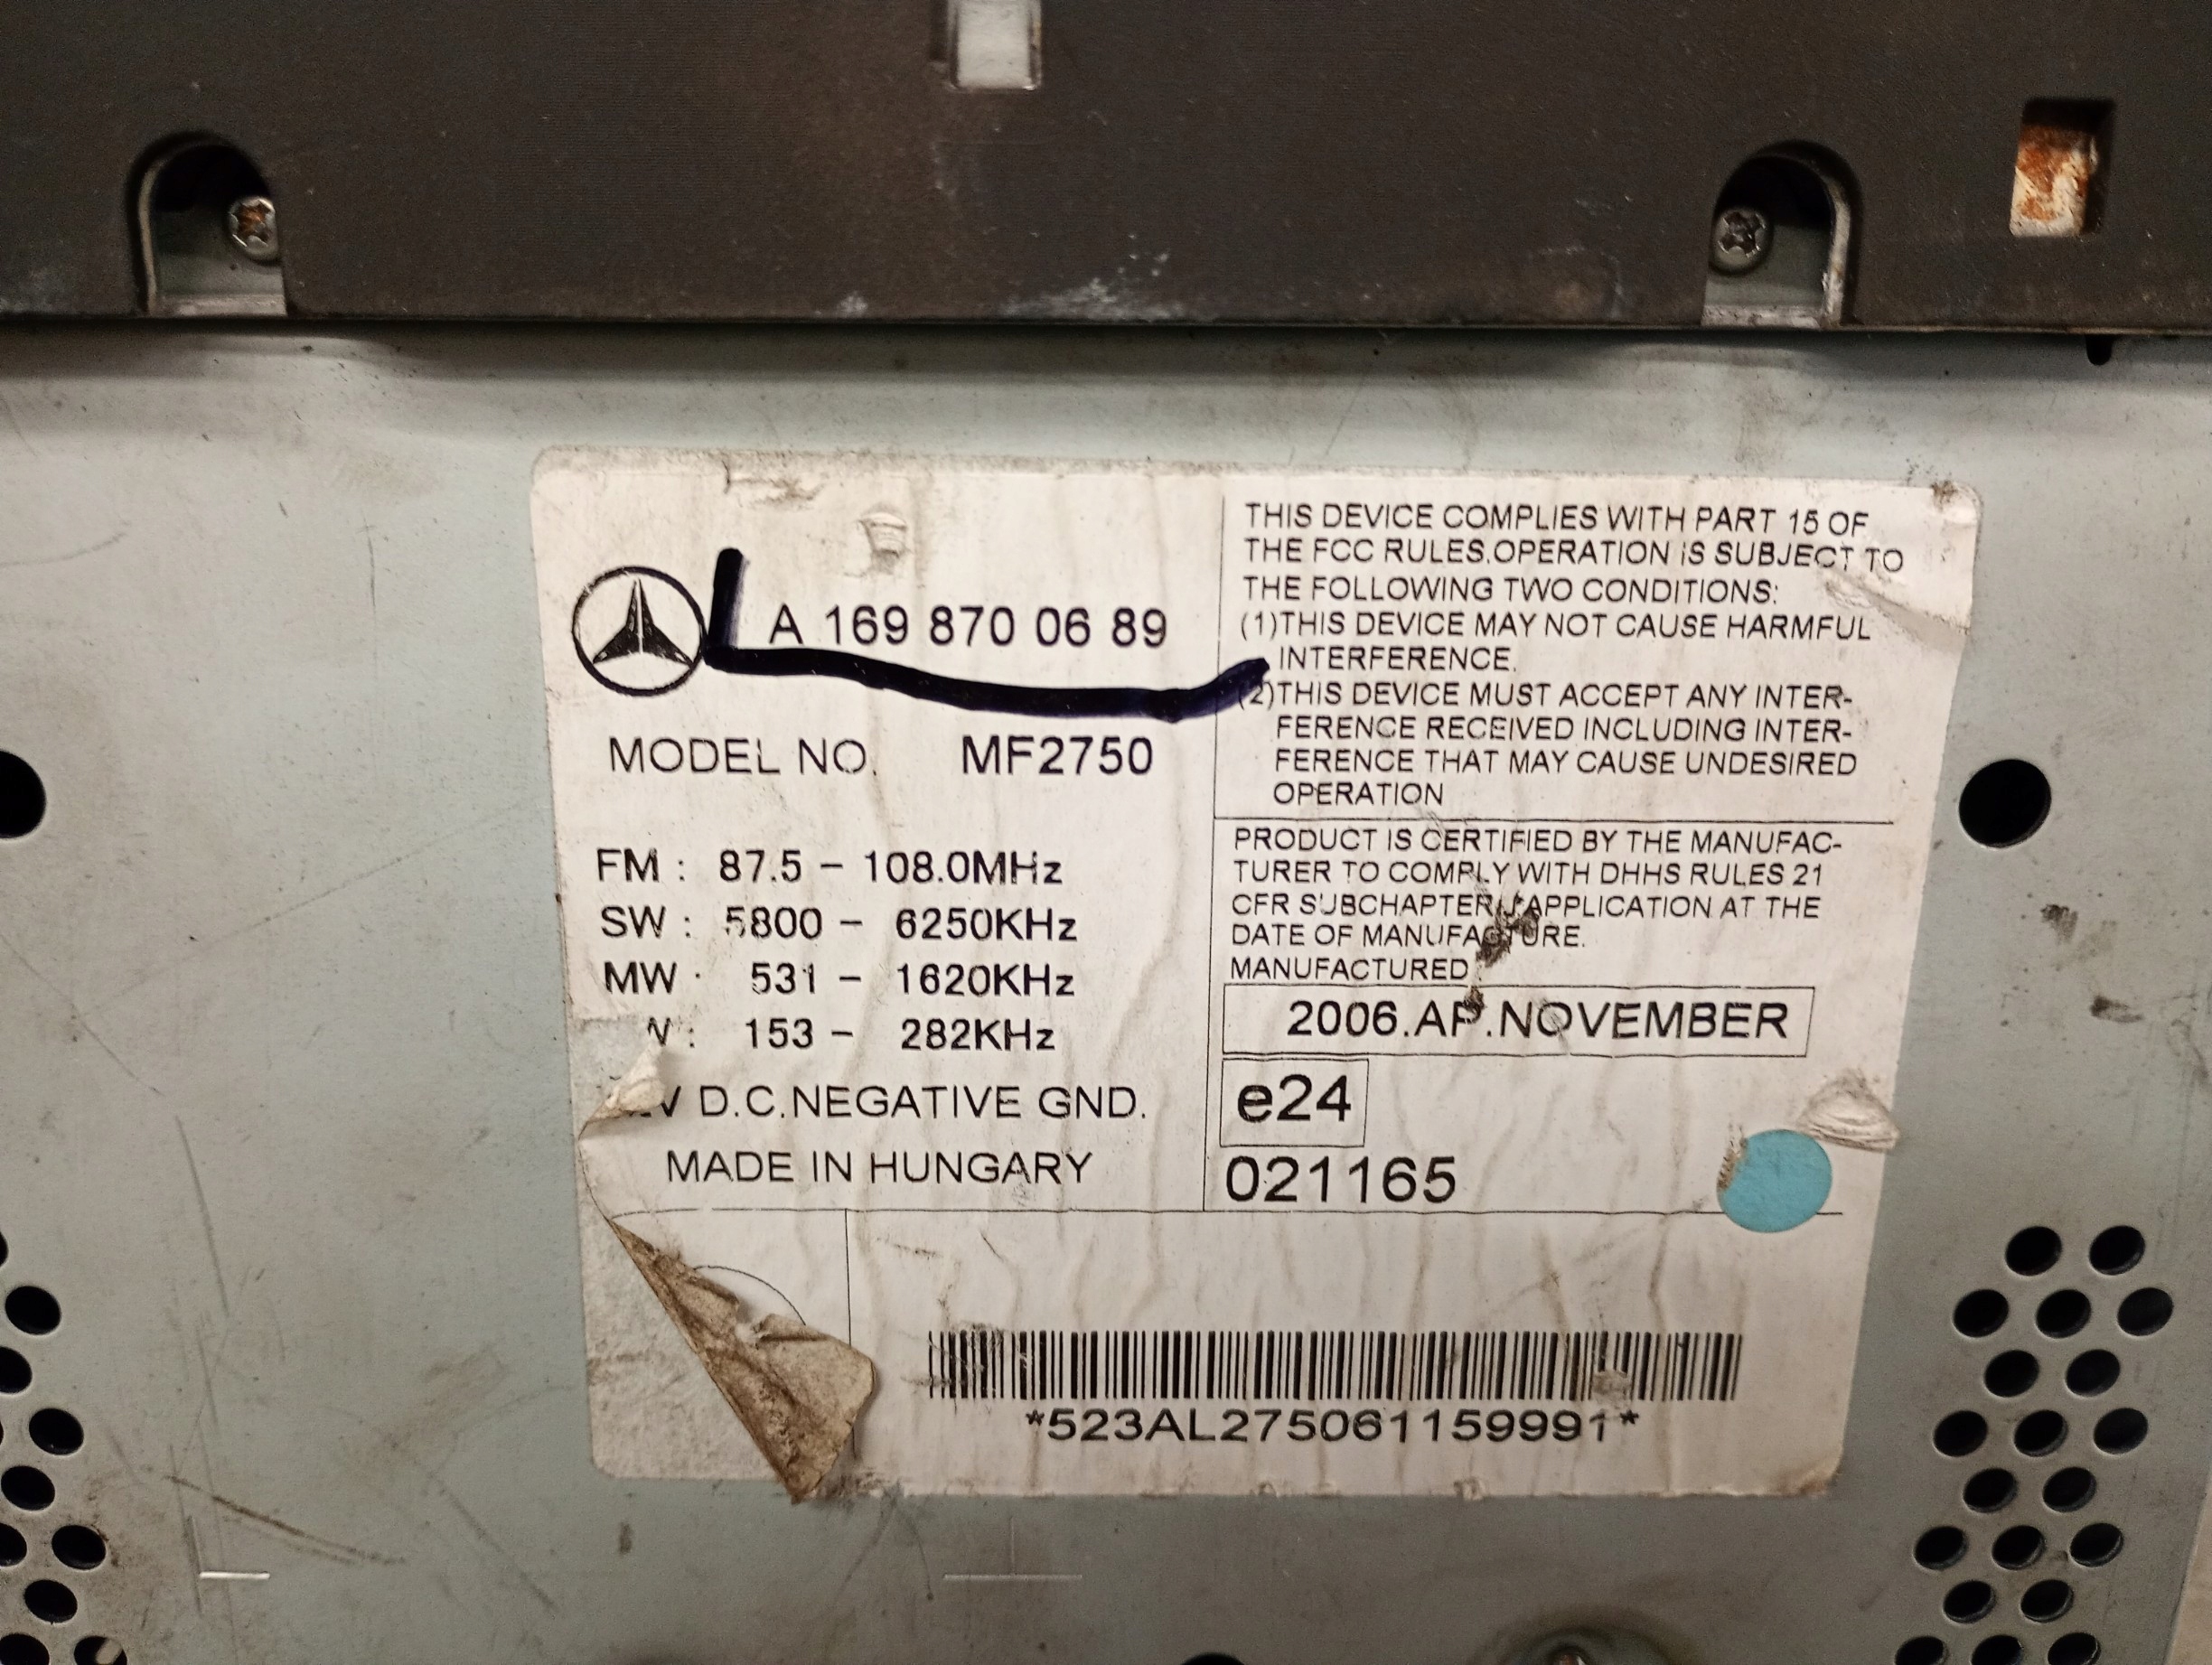 A 169 870 06 89
MODEL NO. MF2750
FM : 87.5 - 108.0MHz
SW : 5800 - 6250KHz
MW : 531 - 1620KHz
W : 153 - 282KHz
V D.C.NEGATIVE GND.
MADE IN HUNGARY
THIS DEVICE COMPLIES WITH PART 15 OF
THE FCC RULES.OPERATION IS SUBJECT TO
THE FOLLOWING TWO CONDITIONS:
(1)THIS DEVICE MAY NOT CAUSE HARMFUL
INTERFERENCE.
(2)THIS DEVICE MUST ACCEPT ANY INTER-
FERENCE RECEIVED INCLUDING INTER-
FERENCE THAT MAY CAUSE UNDESIRED
OPERATION
PRODUCT IS CERTIFIED BY THE MANUFAC-
TURER TO COMPLY WITH DHHS RULES 21
CFR SUBCHAPTER J APPLICATION AT THE
DATE OF MANUFACTURE.
MANUFACTURED :
2006.AP.NOVEMBER
e24
021165
*523AL275061159991*